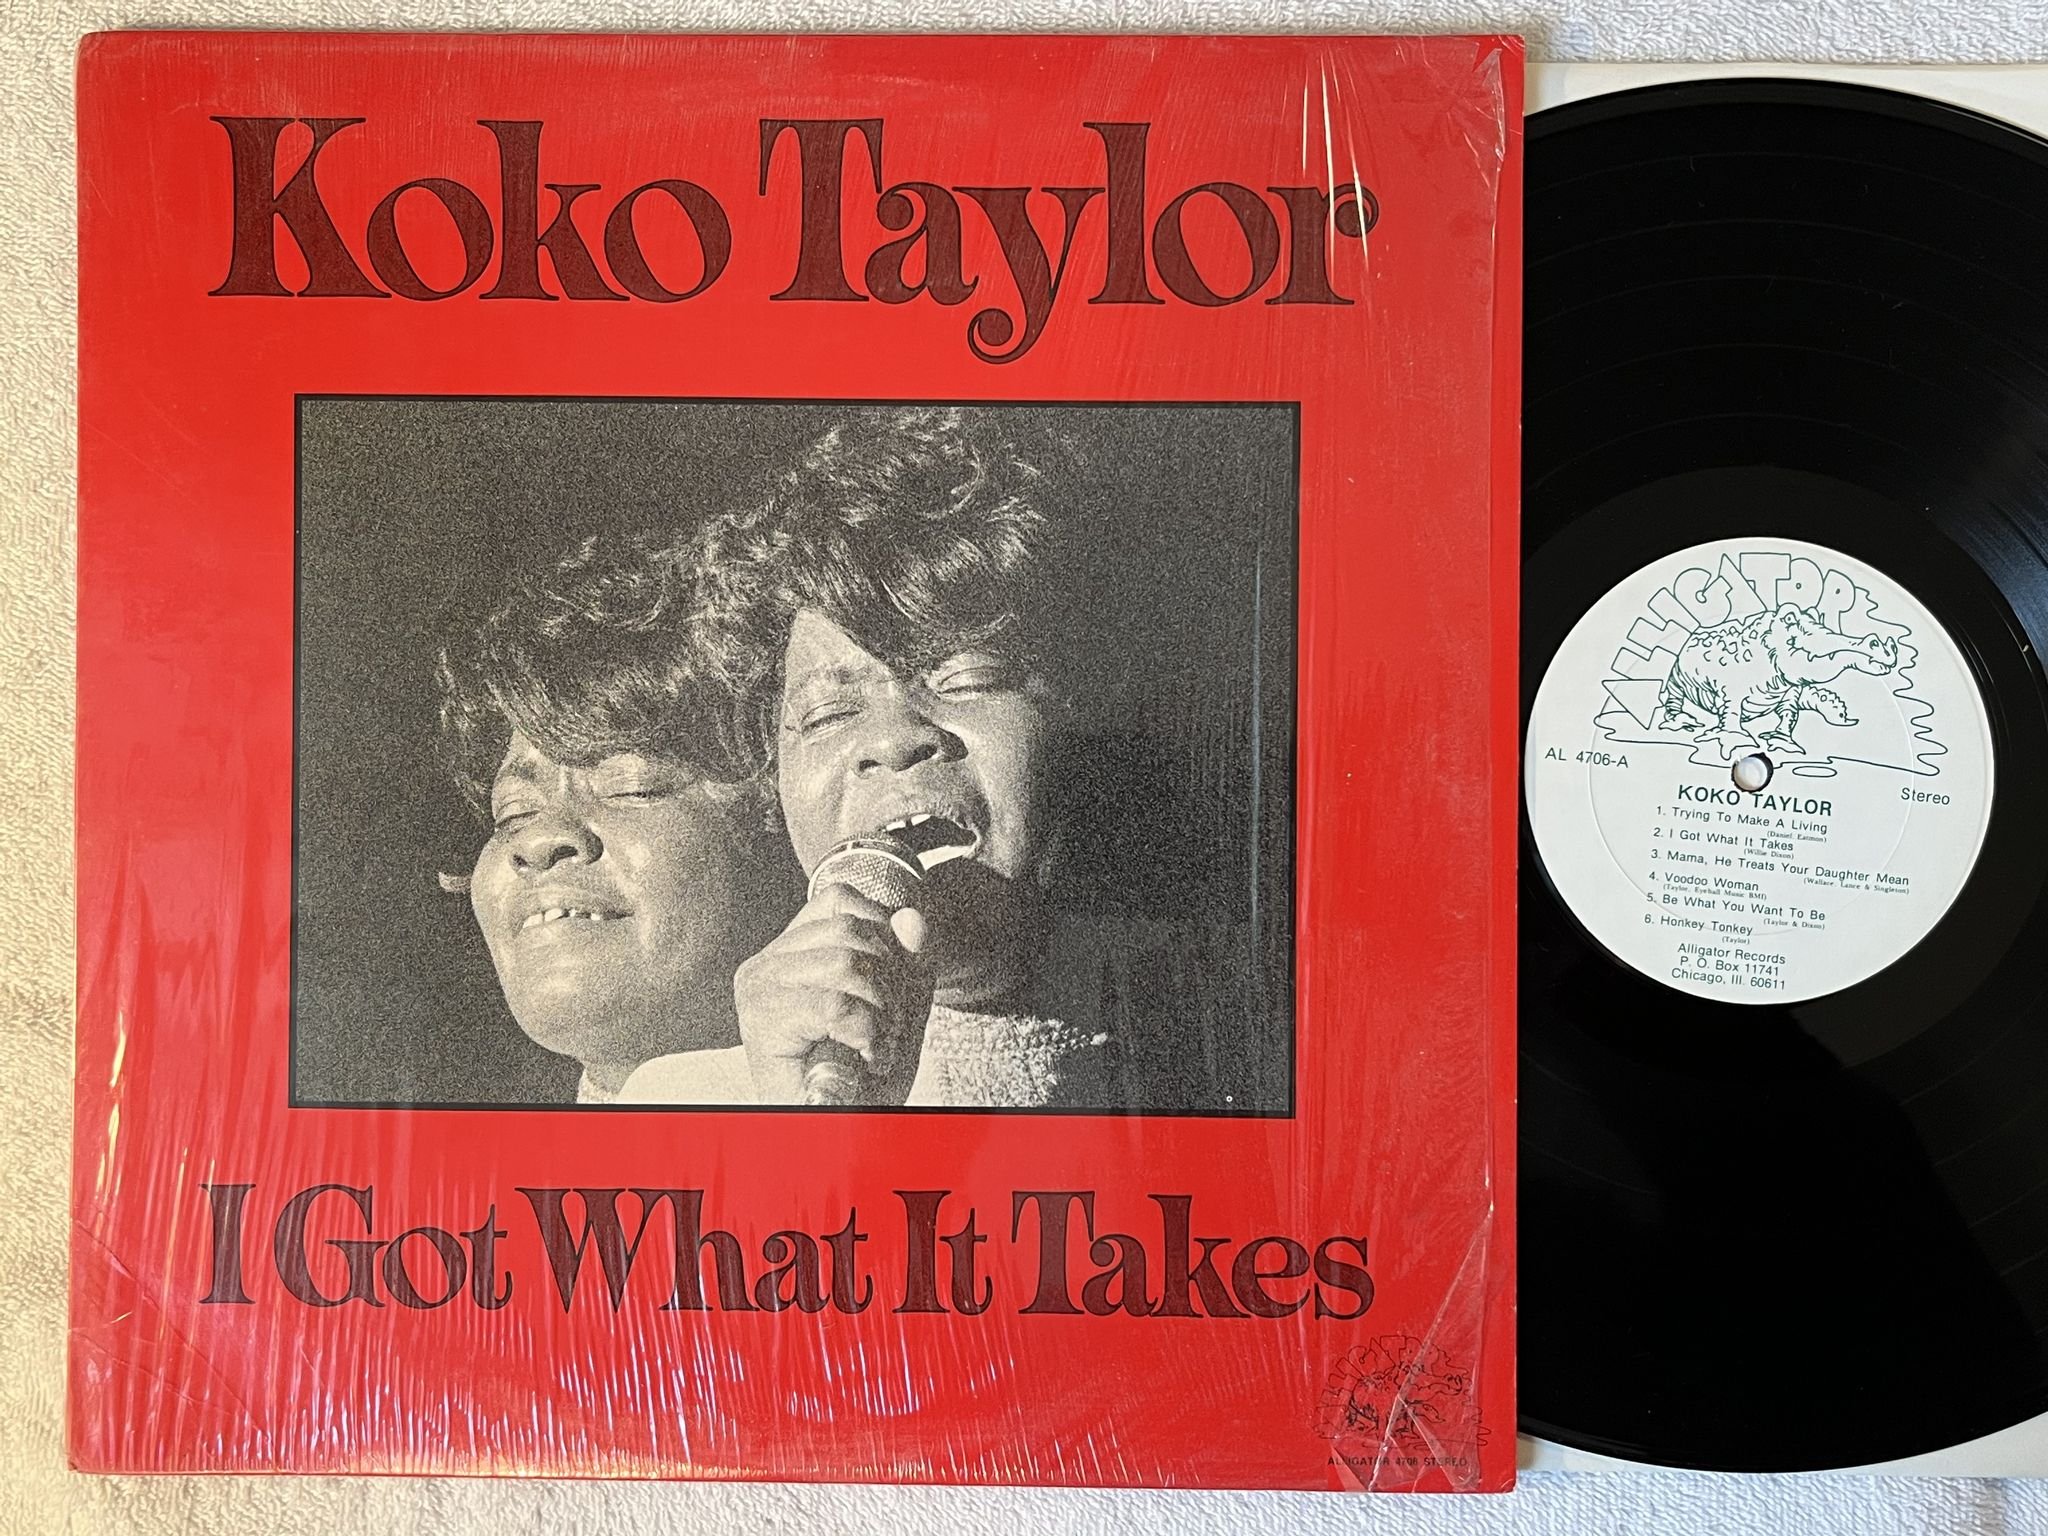 Koko Taylor
I Got What It Takes
ALLIGATOR
ALLIGATOR 4706 STEREO
ALLIGATOR
AL 4706-A
Stereo
KOKO TAYLOR
1. Trying To Make A Living
(Daniel Eatmon)
2. I Got What It Takes
(Willie Dixon)
3. Mama, He Treats Your Daughter Mean
(Wallace, Lance & Singleton)
4. Voodoo Woman
(Taylor, Eyeball Music BMI)
5. Be What You Want To Be
(Taylor & Dixon)
6. Honkey Tonkey
(Taylor)
Alligator Records
P. O. Box 11741
Chicago, Ill. 60611